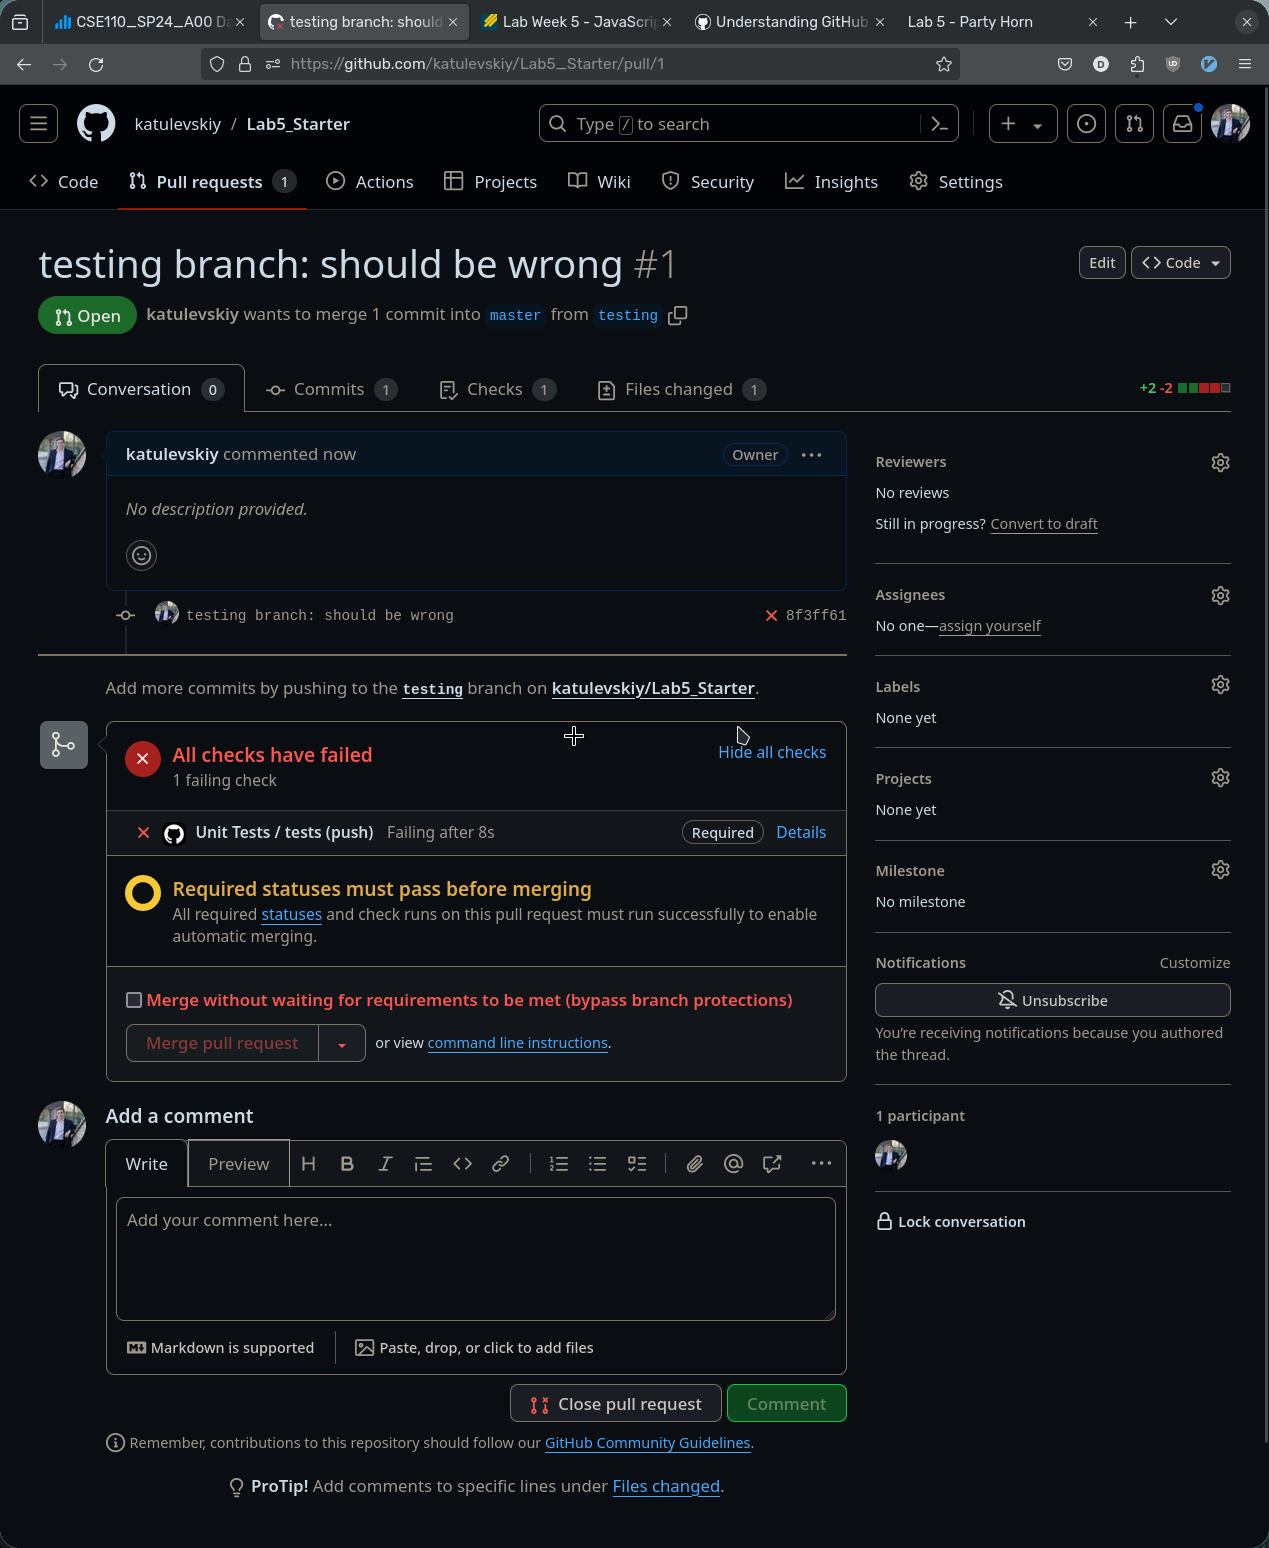 CSE110_SP24_A00 Da
testing branch: should
Lab Week 5 - JavaScrip
Understanding GitHub
Lab 5 - Party Horn
https://github.com/katulevskiy/Lab5_Starter/pull/1
katulevskiy / Lab5_Starter
Type / to search
Code
Pull requests 1
Actions
Projects
Wiki
Security
Insights
Settings
testing branch: should be wrong #1
Edit
Code
Open
katulevskiy wants to merge 1 commit into master from testing
Conversation 0
Commits 1
Checks 1
Files changed 1
+2 -2
katulevskiy commented now
Owner
No description provided.
testing branch: should be wrong
8f3ff61
Add more commits by pushing to the testing branch on katulevskiy/Lab5_Starter.
All checks have failed
1 failing check
Hide all checks
Unit Tests / tests (push) Failing after 8s
Required
Details
Required statuses must pass before merging
All required statuses and check runs on this pull request must run successfully to enable
automatic merging.
Merge without waiting for requirements to be met (bypass branch protections)
Merge pull request
or view command line instructions.
Add a comment
Write
Preview
Add your comment here...
Markdown is supported
Paste, drop, or click to add files
Close pull request
Comment
Remember, contributions to this repository should follow our GitHub Community Guidelines.
ProTip! Add comments to specific lines under Files changed.
Reviewers
No reviews
Still in progress? Convert to draft
Assignees
No one—assign yourself
Labels
None yet
Projects
None yet
Milestone
No milestone
Notifications
Customize
Unsubscribe
You're receiving notifications because you authored
the thread.
1 participant
Lock conversation